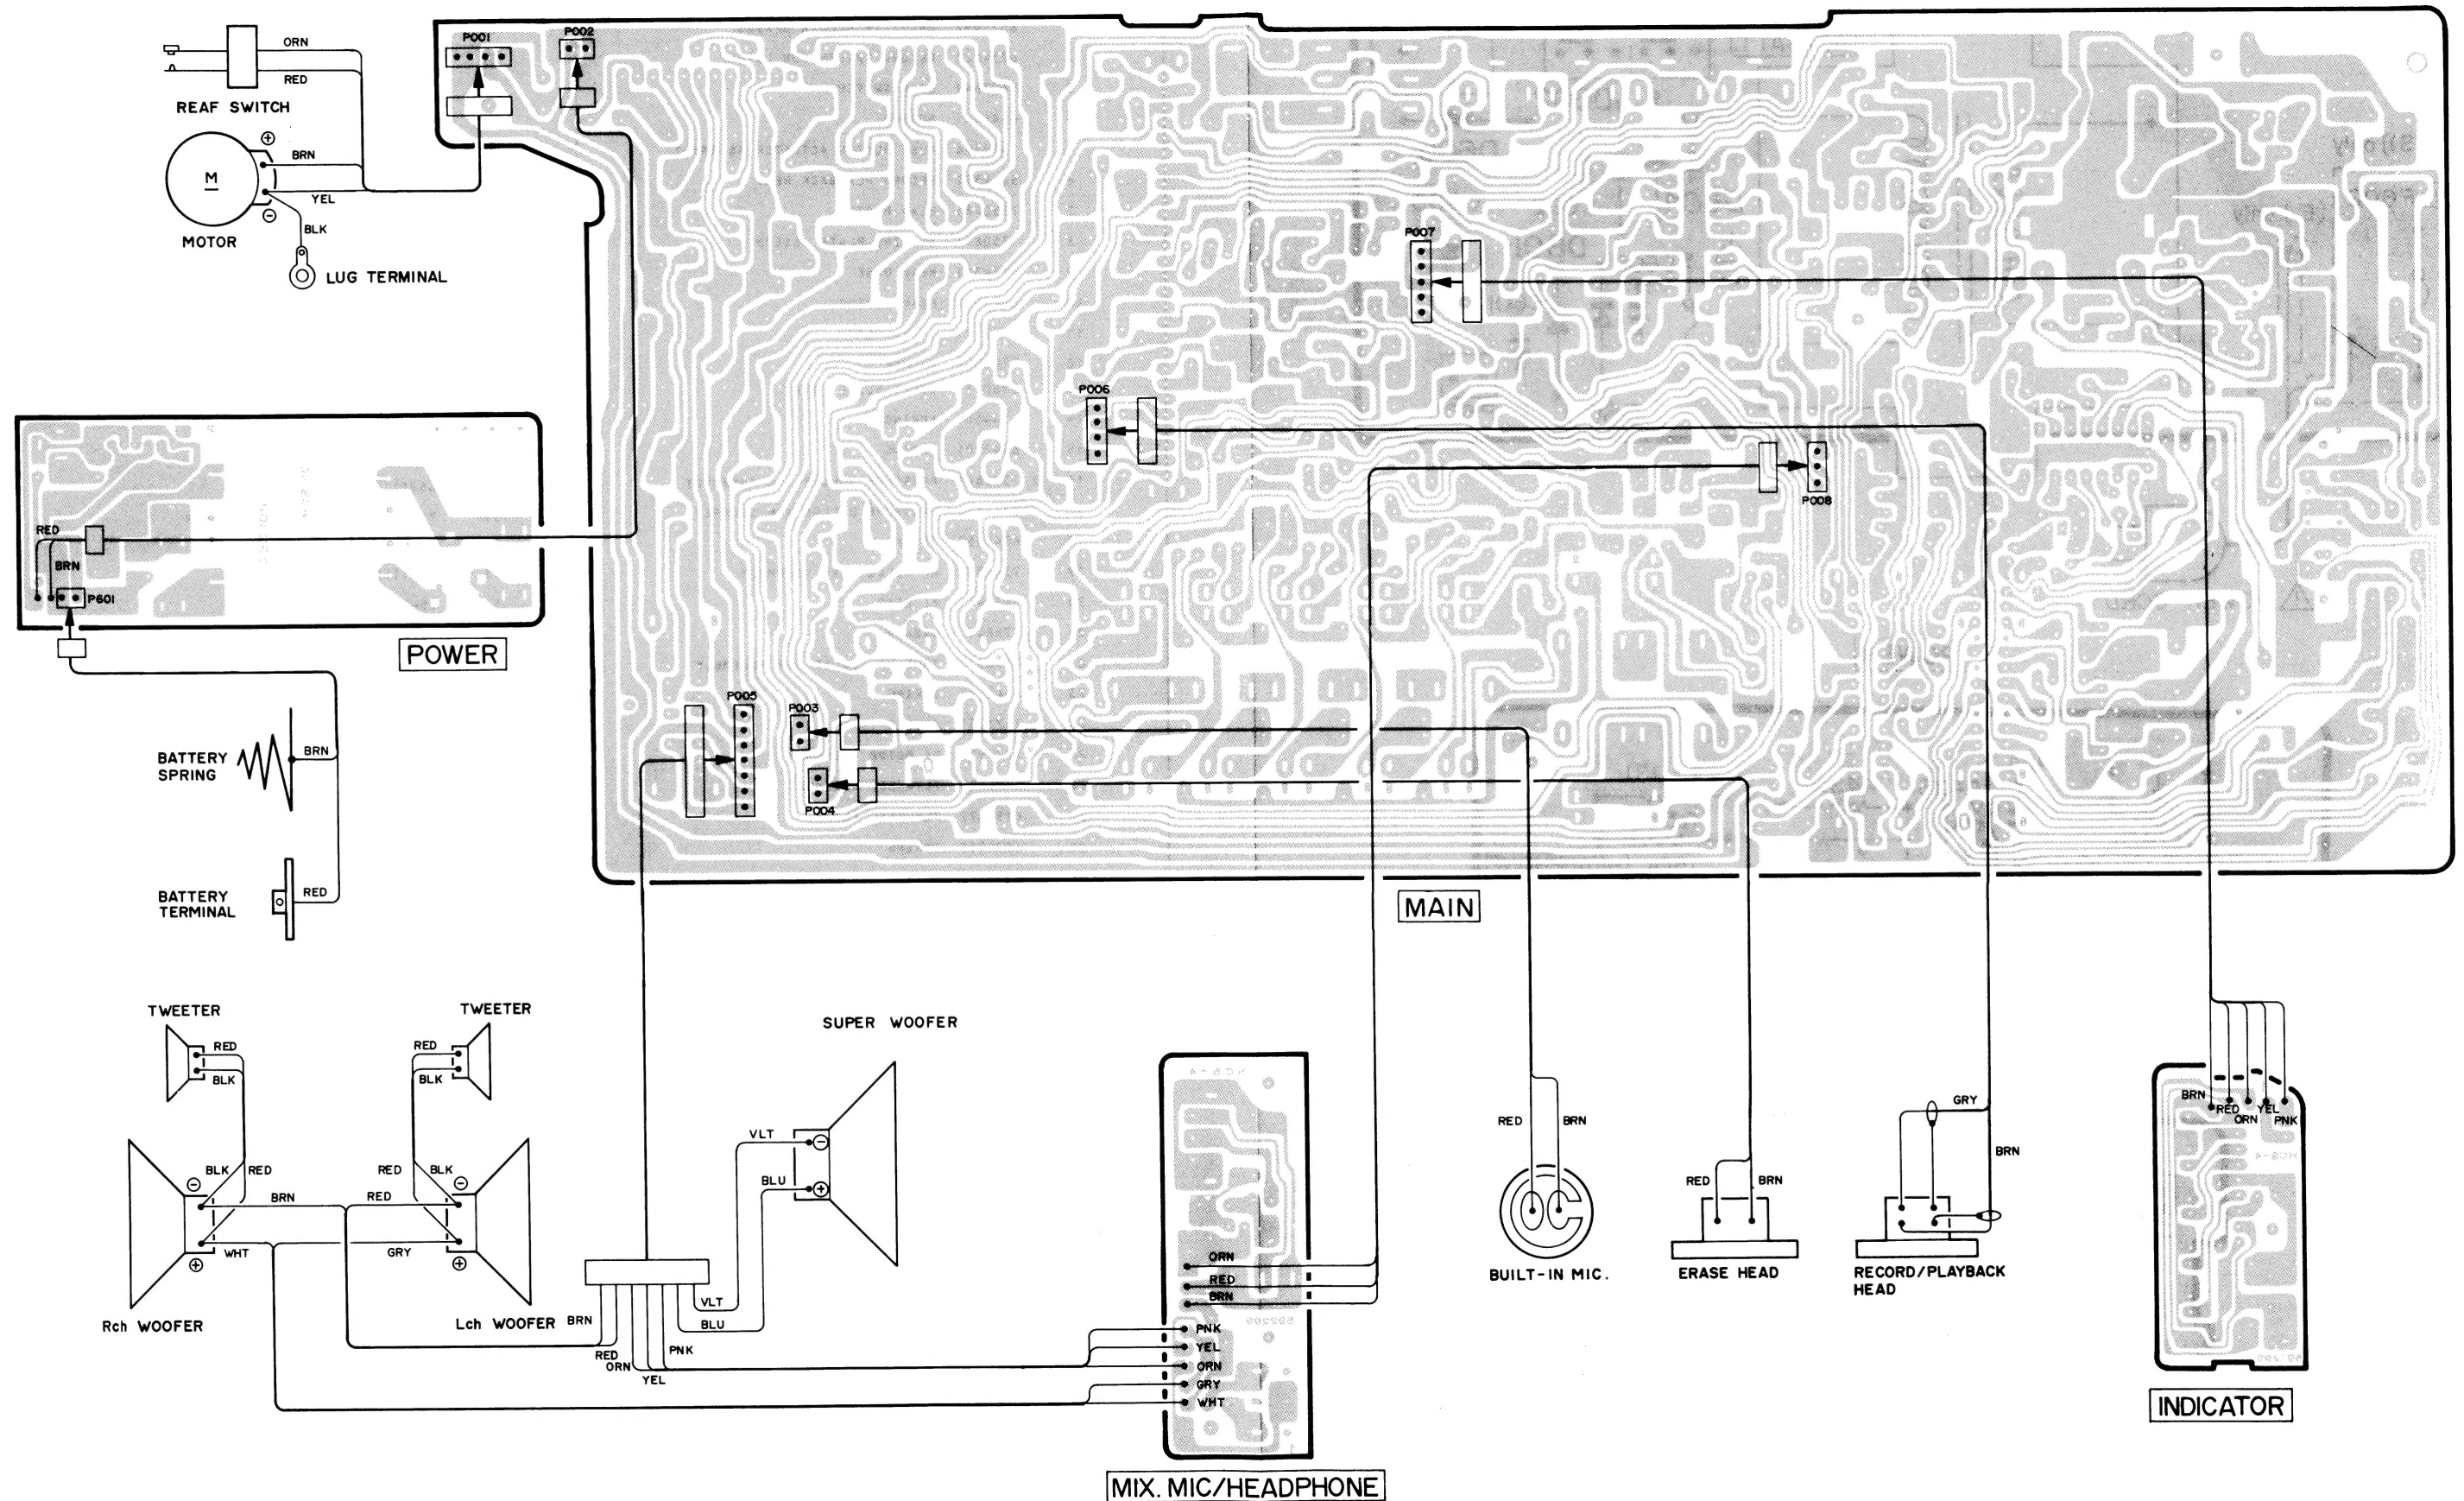 P001
P002
ORN
RED
REAF SWITCH
BRN
M
YEL
MOTOR
BLK
LUG TERMINAL
P007
P006
P008
RED
BRN
P601
POWER
P005
P003
P004
BATTERY
SPRING
BRN
BATTERY
TERMINAL
RED
MAIN
TWEETER
TWEETER
SUPER WOOFER
RED
BLK
RED
BLK
VLT
BLU
BLK
RED
RED
BLK
BRN
RED
WHT
GRY
Rch WOOFER
Lch WOOFER
BRN
RED
ORN
YEL
PNK
VLT
BLU
HCS-4
ORN
RED
BRN
PNK
YEL
ORN
GRY
WHT
MIX. MIC/HEADPHONE
RED
BRN
BUILT-IN MIC.
RED
BRN
ERASE HEAD
GRY
BRN
RECORD/PLAYBACK
HEAD
BRN
RED
ORN
YEL
PNK
HCS-4
INDICATOR